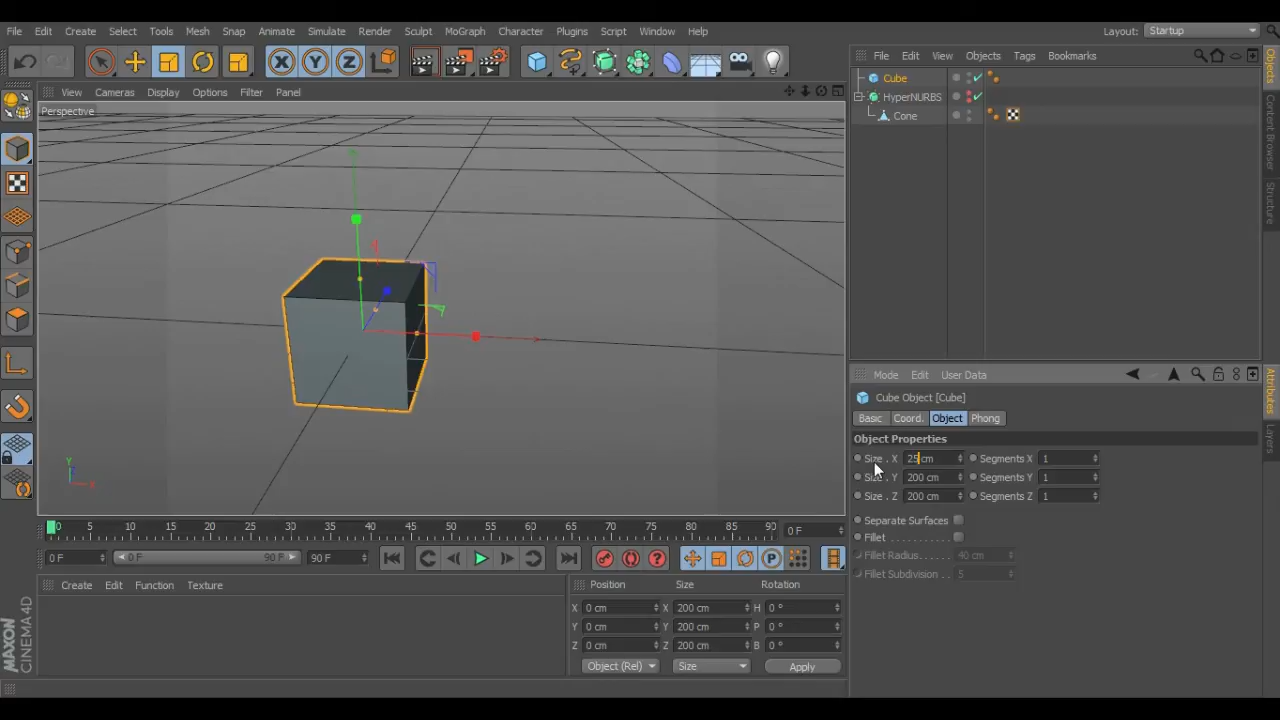 File Edit Create Select Tools Mesh Snap Animate Simulate Render Sculpt MoGraph Character Plugins Script Window Help Layout: Startup
X Y Z
File Edit View Objects Tags Bookmarks
View Cameras Display Options Filter Panel
Perspective
Cube
HyperNURBS
Cone
Objects
Content Browser
Structure
Mode Edit User Data
Cube Object [Cube]
Basic Coord. Object Phong
Object Properties
Size . X 25 cm Segments X 1
Size . Y 200 cm Segments Y 1
Size . Z 200 cm Segments Z 1
Separate Surfaces
Fillet . . . . . . . . . .
Fillet Radius. . . . . . 40 cm
Fillet Subdivision . . 5
Attributes
Layers
Y
Z
X
0 5 10 15 20 25 30 35 40 45 50 55 60 65 70 75 80 85 90 0 F
0 F 0 F 90 F 90 F
P
Create Edit Function Texture
Position Size Rotation
X 0 cm X 200 cm H 0 °
Y 0 cm Y 200 cm P 0 °
Z 0 cm Z 200 cm B 0 °
Object (Rel) Size Apply
MAXON
CINEMA 4D